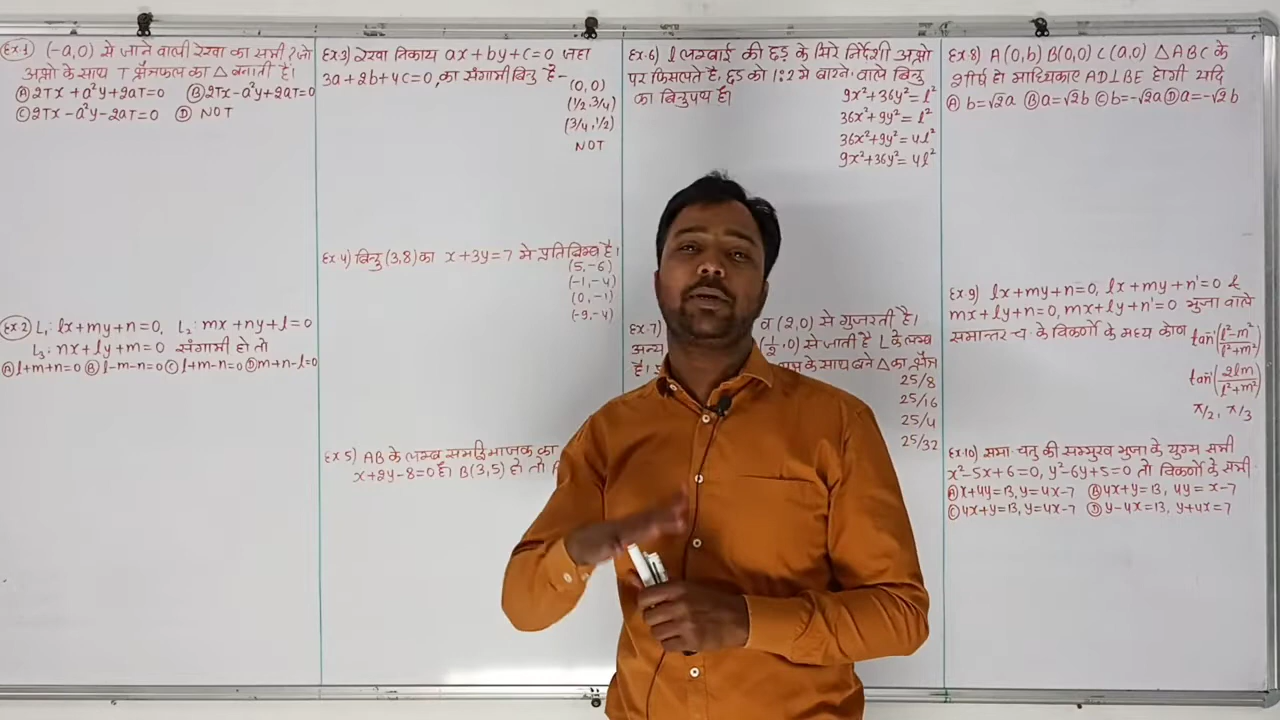 Ex.1) (-a,0) से जाने वाली रेखा का समी? जो
अक्षो के साथ T क्षेत्रफल का △ बनाती है।
Ⓐ 2Tx + a²y + 2aT = 0 Ⓑ 2Tx - a²y + 2aT = 0
Ⓒ 2Tx - a²y - 2aT = 0 Ⓓ NOT
Ex 2) L₁: lx + my + n = 0, L₂: mx + ny + l = 0
L₃: nx + ly + m = 0 संगामी हो तो
Ⓐ l+m+n=0 Ⓑ l-m-n=0 Ⓒ l+m-n=0 Ⓓ m+n-l=0
Ex.3) रेखा निकाय ax + by + c = 0 जहा
3a + 2b + 4c = 0, का संगामी बिन्दु है -
(0, 0)
(1/2, 3/4)
(3/4, 1/2)
NOT
Ex 4) बिन्दु (3,8) का x + 3y = 7 मे प्रतिबिम्ब है।
(5, -6)
(-1, -4)
(0, -1)
(-9, -4)
Ex 5) AB के लम्ब समद्विभाजक का
x + 2y - 8 = 0 है। B(3,5) हो तो
Ex.6) l लम्बाई की छड़ के सिरे निर्देशी अक्षो
पर फिसलते है, छड़ को 1:2 मे बाटने वाले बिन्दु
का बिन्दुपथ है।
9x² + 36y² = l²
36x² + 9y² = l²
36x² + 9y² = 4l²
9x² + 36y² = 4l²
Ex.7) व (2,0) से गुजरती है।
अन्य (1/2, 0) से जाती है L के लम्ब
है। के साथ बने △ का क्षेत्र
25/8
25/16
25/4
25/32
Ex.8) A(0,b) B(0,0) C(a,0) △ABC के
शीर्ष हो माध्यिकाए AD⊥BE होगी यदि
Ⓐ b=√2a Ⓑ a=√2b Ⓒ b=-√2a Ⓓ a=-√2b
Ex.9) lx + my + n = 0, lx + my + n' = 0 &
mx + ly + n = 0, mx + ly + n' = 0 भुजा वाले
समान्तर च. के विकर्णो के मध्य कोण
tan⁻¹((l²-m²)/(l²+m²))
tan⁻¹(2lm/(l²+m²))
π/2, π/3
Ex.10) समा चतु की सम्मुख भुजा के युग्म समी
x² - 5x + 6 = 0, y² - 6y + 5 = 0 तो विकर्णो के समी
Ⓐ x+4y=13, y=4x-7 Ⓑ 4x+y=13, 4y=x-7
Ⓒ 4x+y=13, y=4x-7 Ⓓ y-4x=13, y+4x=7